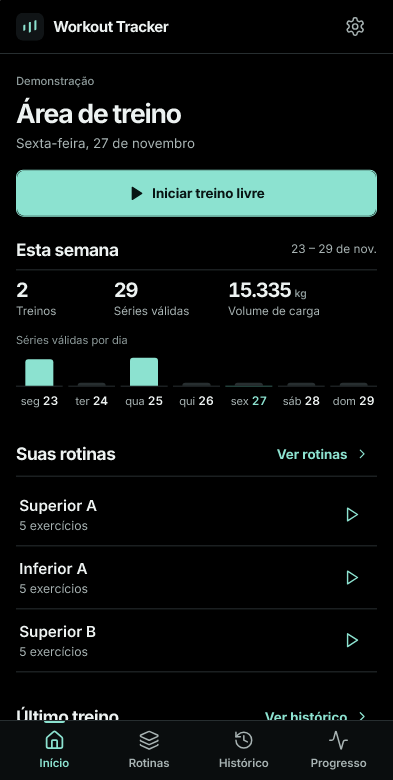 Workout Tracker
Demonstração
Área de treino
Sexta-feira, 27 de novembro
Iniciar treino livre
Esta semana
23 – 29 de nov.
2
29
15.335 kg
Treinos
Séries válidas
Volume de carga
Séries válidas por dia
seg 23
ter 24
qua 25
qui 26
sex 27
sáb 28
dom 29
Suas rotinas
Ver rotinas
Superior A
5 exercícios
Inferior A
5 exercícios
Superior B
5 exercícios
Último treino
Ver histórico
Início
Rotinas
Histórico
Progresso